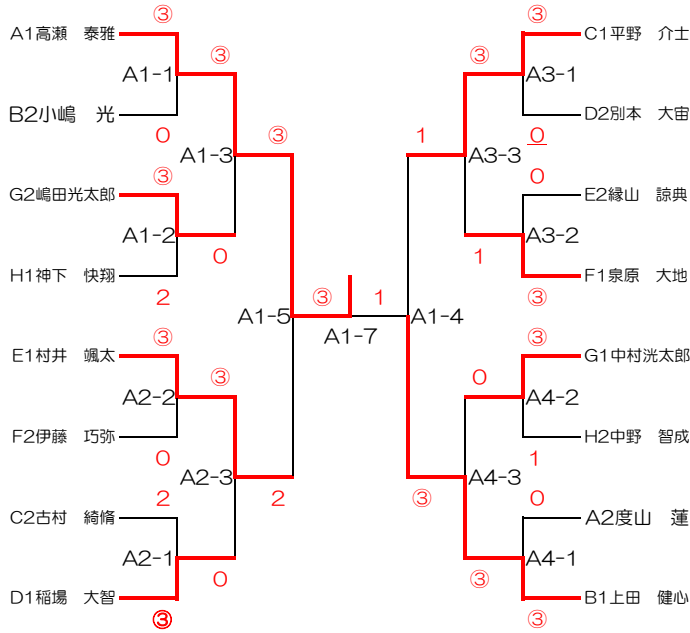 ③
③
A1高瀬　泰雅
C1平野　介士
③
③
A1-1
A3-1
B2小嶋　光
D2別本　大宙
0
③
1
0
A1-3
A3-3
③
0
G2嶋田光太郎
E2縁山　諒典
A1-2
A3-2
0
1
H1神下　快翔
F1泉原　大地
2
③
1
③
A1-5
A1-4
A1-7
③
③
E1村井　颯太
G1中村洸太郎
③
0
A2-2
A4-2
F2伊藤　巧弥
H2中野　智成
0
1
A2-3
A4-3
2
2
③
0
C2古村　綺脩
A2度山　蓮
A2-1
A4-1
0
③
D1稲場　大智
B1上田　健心
③
③